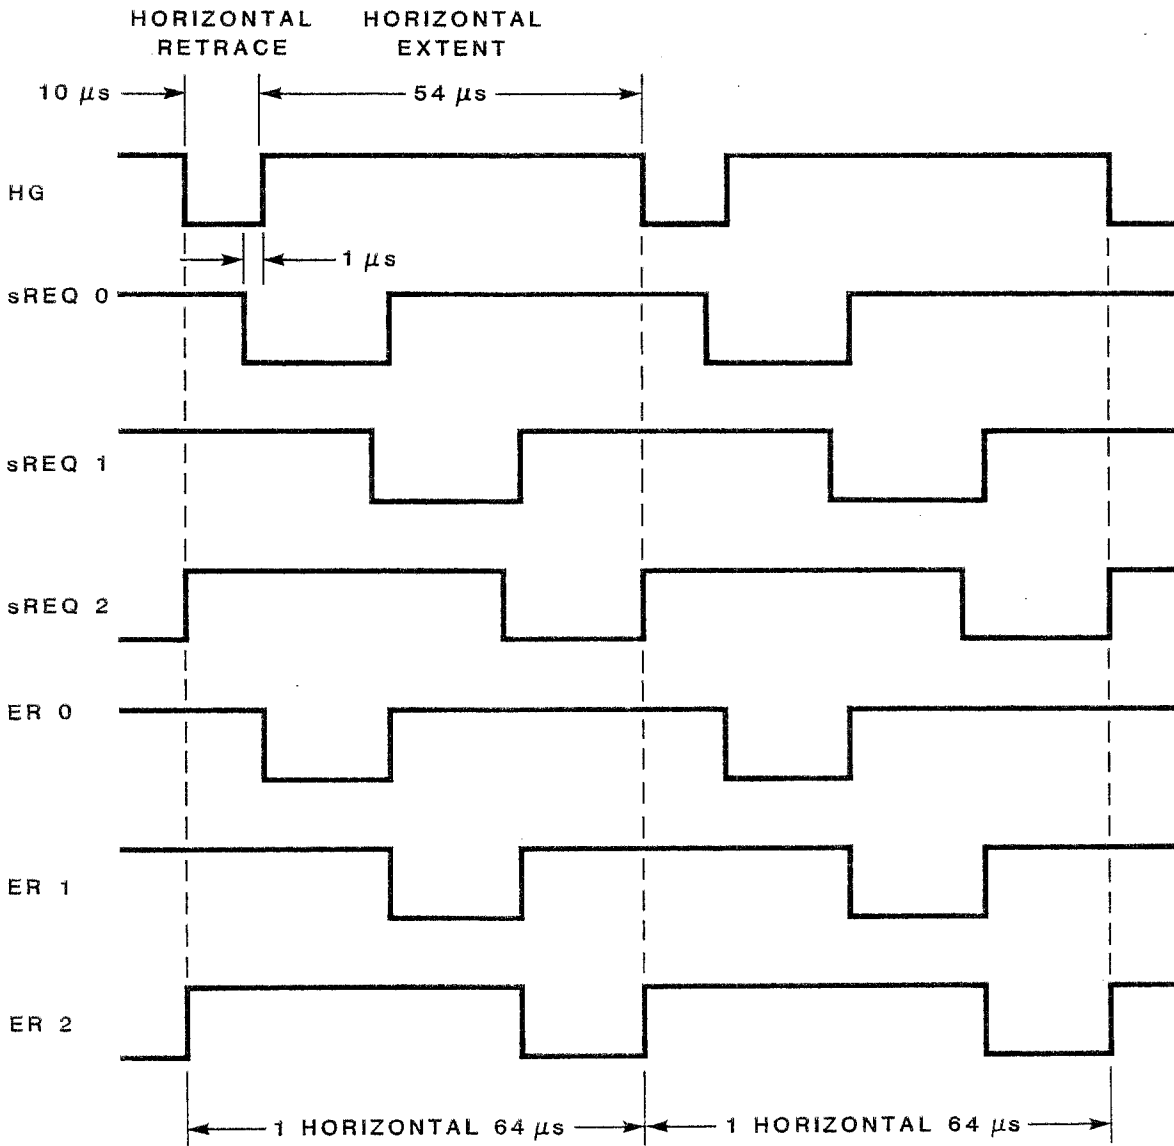 HORIZONTAL RETRACE
HORIZONTAL EXTENT
10 μs
54 μs
HG
1 μs
sREQ 0
sREQ 1
sREQ 2
ER 0
ER 1
ER 2
1 HORIZONTAL 64 μs
1 HORIZONTAL 64 μs